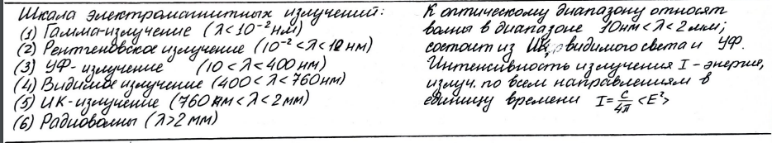 Шкала электромагнитных излучений:
(1) Гамма-излучение (λ<10⁻² нм)
(2) Рентгеновское излучение (10⁻² <λ<10 нм)
(3) УФ-излучение (10<λ<400 нм)
(4) Видимое излучение (400<λ<760 нм)
(5) ИК-излучение (760 нм<λ<2 мм)
(6) Радиоволны (λ>2 мм)
К оптическому диапазону относят
волны в диапазоне 10нм<λ<2 мм;
состоит из ИК, видимого света и УФ.
Интенсивность излучения I - энергия,
излуч. по всем направлениям в
единицу времени I=c/4π <E²>